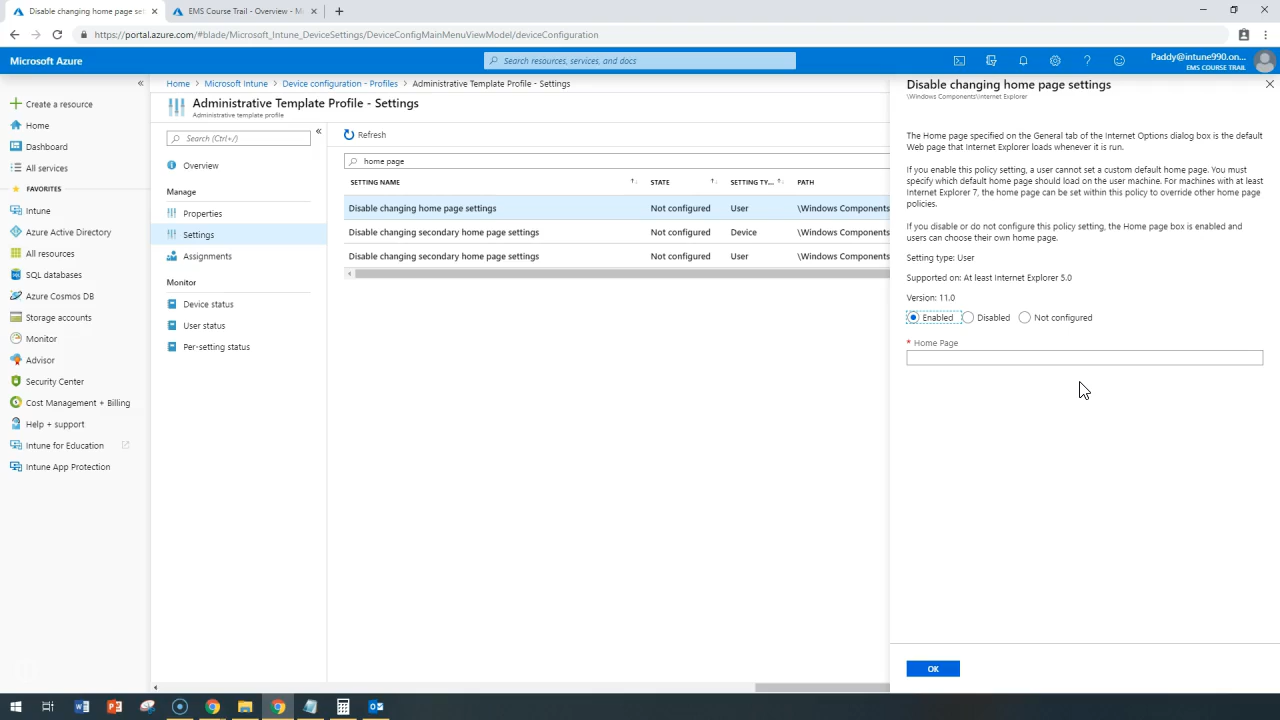 Disable changing home page set
EMS Course Trail - Overview - M
https://portal.azure.com/#blade/Microsoft_Intune_DeviceSettings/DeviceConfigMainMenuViewModel/deviceConfiguration
Microsoft Azure
Search resources, services, and docs
Paddy@intune990.on...
EMS COURSE TRAIL
Create a resource
Home
Dashboard
All services
FAVORITES
Intune
Azure Active Directory
All resources
SQL databases
Azure Cosmos DB
Storage accounts
Monitor
Advisor
Security Center
Cost Management + Billing
Help + support
Intune for Education
Intune App Protection
Home > Microsoft Intune > Device configuration - Profiles > Administrative Template Profile - Settings
Administrative Template Profile - Settings
Administrative template profile
Search (Ctrl+/)
Overview
Manage
Properties
Settings
Assignments
Monitor
Device status
User status
Per-setting status
Refresh
home page
SETTING NAME STATE SETTING TY... PATH
Disable changing home page settings Not configured User \Windows Components
Disable changing secondary home page settings Not configured Device \Windows Components
Disable changing secondary home page settings Not configured User \Windows Components
Disable changing home page settings
\Windows Components\Internet Explorer
The Home page specified on the General tab of the Internet Options dialog box is the default
Web page that Internet Explorer loads whenever it is run.
If you enable this policy setting, a user cannot set a custom default home page. You must
specify which default home page should load on the user machine. For machines with at least
Internet Explorer 7, the home page can be set within this policy to override other home page
policies.
If you disable or do not configure this policy setting, the Home page box is enabled and
users can choose their own home page.
Setting type: User
Supported on: At least Internet Explorer 5.0
Version: 11.0
Enabled Disabled Not configured
* Home Page
OK